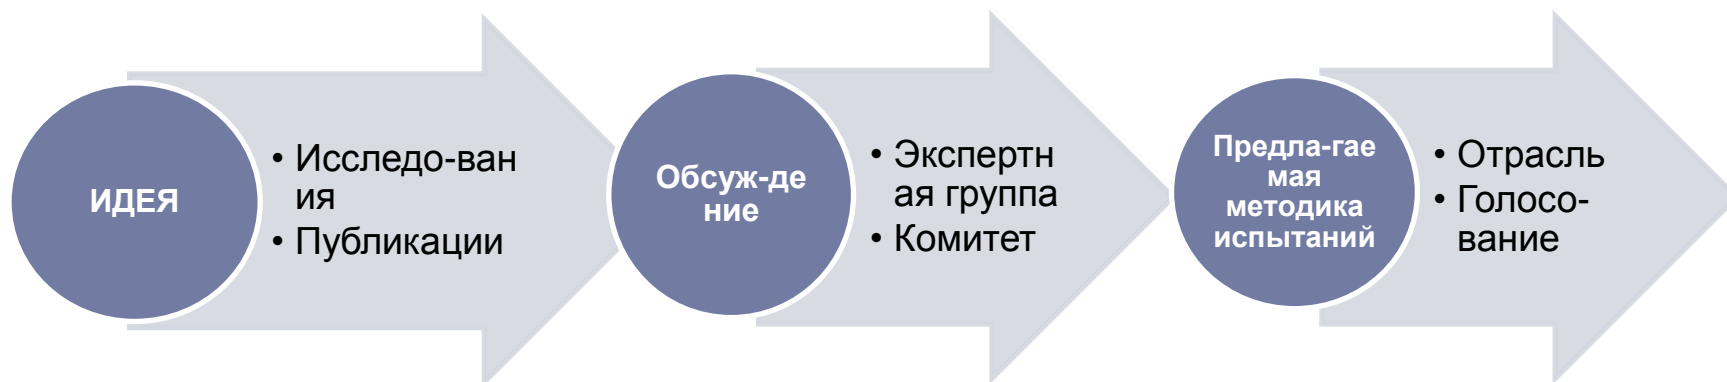 ИДЕЯ
• Исследо-ван
ия
• Публикации
Обсуж-де
ние
• Экспертн
ая группа
• Комитет
Предла-гае
мая
методика
испытаний
• Отрасль
• Голосо-
вание